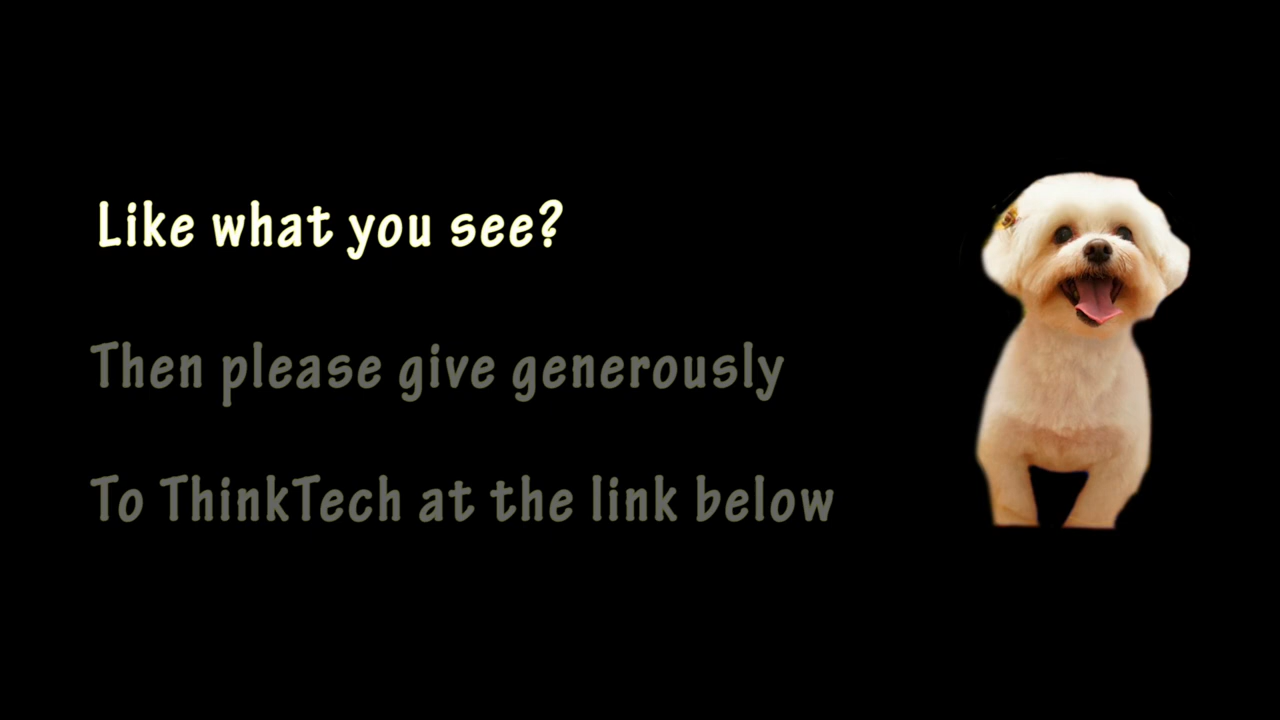 Like what you see?
Then please give generously
To ThinkTech at the link below